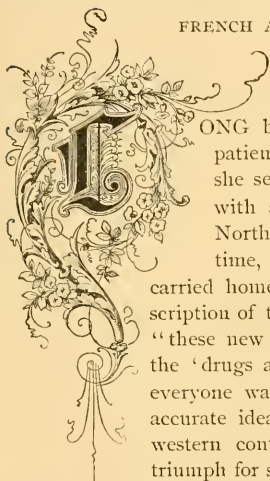 FRENCH A
LONG b
patien
she se
with a
North
time,
carried home
scription of t
"these new
the 'drugs a
everyone wa
accurate idea
western con
triumph for s